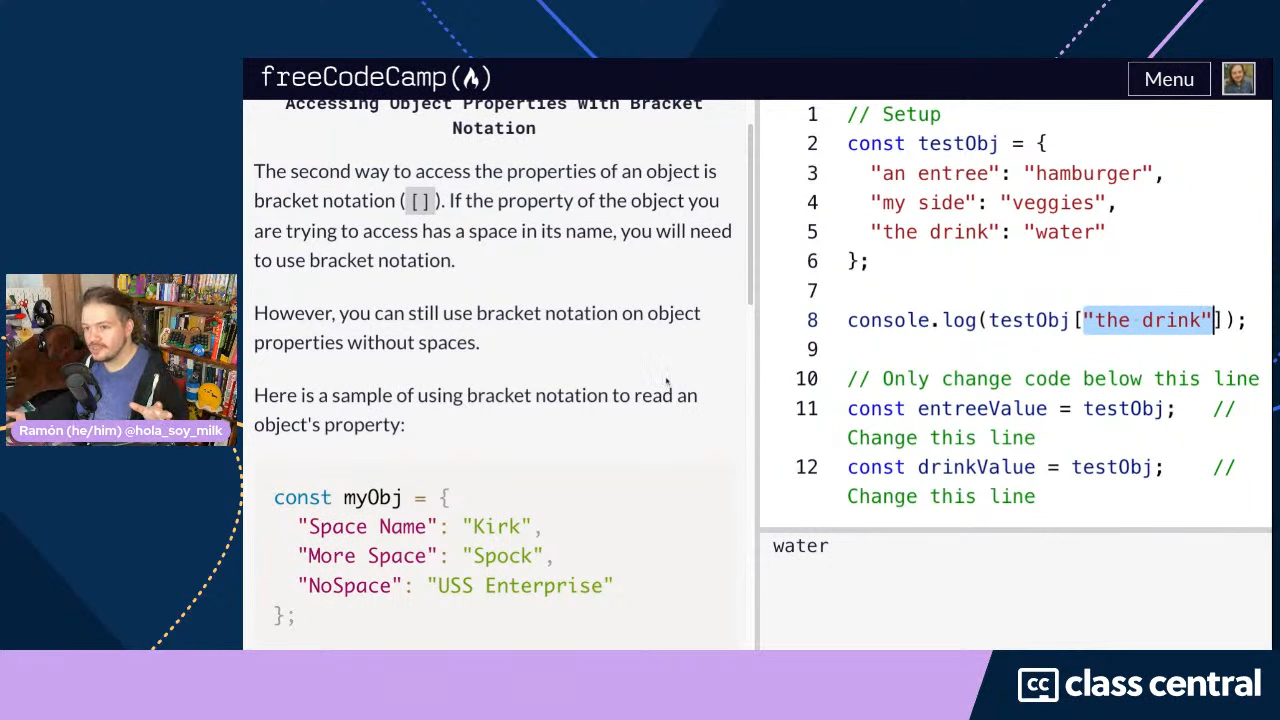 freeCodeCamp
Menu
Accessing Object Properties With Bracket
Notation
The second way to access the properties of an object is
bracket notation ( [] ). If the property of the object you
are trying to access has a space in its name, you will need
to use bracket notation.
However, you can still use bracket notation on object
properties without spaces.
Here is a sample of using bracket notation to read an
object's property:
const myObj = {
"Space Name": "Kirk",
"More Space": "Spock",
"NoSpace": "USS Enterprise"
};
1 // Setup
2 const testObj = {
3 "an entree": "hamburger",
4 "my side": "veggies",
5 "the drink": "water"
6 };
7
8 console.log(testObj["the drink"]);
9
10 // Only change code below this line
11 const entreeValue = testObj; //
Change this line
12 const drinkValue = testObj; //
Change this line
water
Ramón (he/him) @hola_soy_milk
cc class central